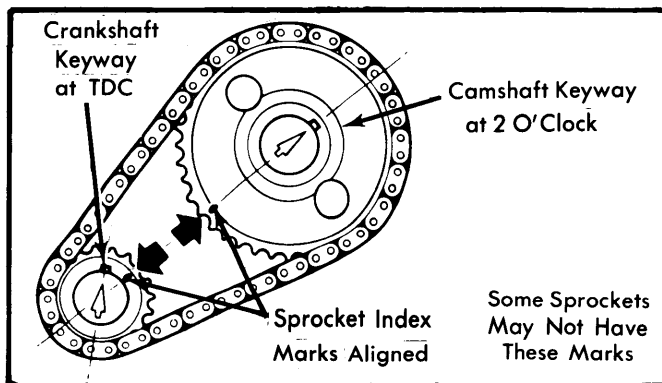 Crankshaft
Keyway
at TDC
Camshaft Keyway
at 2 O'Clock
Sprocket Index
Marks Aligned
Some Sprockets
May Not Have
These Marks